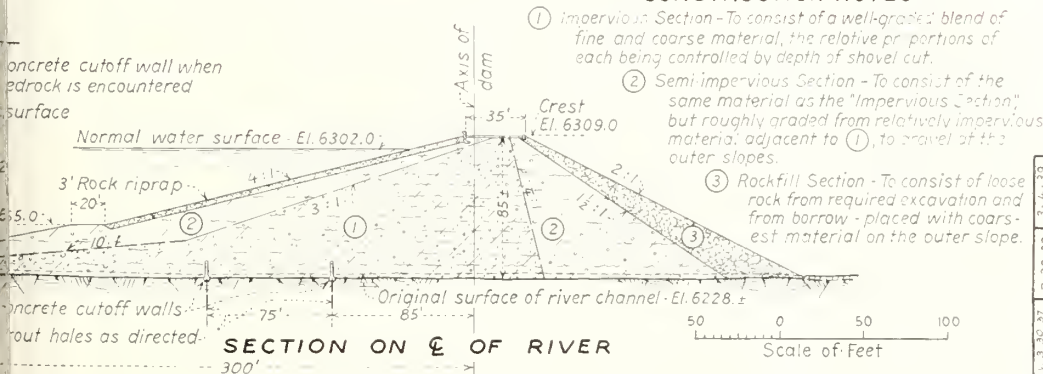 ① Impervious Section - To consist of a well-graded blend of
fine and coarse material, the relative proportions of
each being controlled by depth of shovel cut.
② Semi-impervious Section - To consist of the
same material as the "Impervious Section",
but roughly graded from relatively impervious
material adjacent to ①, to gravel at the
outer slopes.
③ Rockfill Section - To consist of loose
rock from required excavation and
from borrow - placed with coars-
est material on the outer slope.
oncrete cutoff wall when
edrock is encountered
surface
Axis of
dam
35'
Crest
El. 6309.0
Normal water surface - El. 6302.0
3' Rock riprap
20'
4:1
3:1
85'±
2:1
1½:1
10:1
②
①
②
③
Original surface of river channel - El. 6228.±
oncrete cutoff walls
75'
85'
rout holes as directed
SECTION ON ℄ OF RIVER
300'
50 0 50 100
Scale of Feet